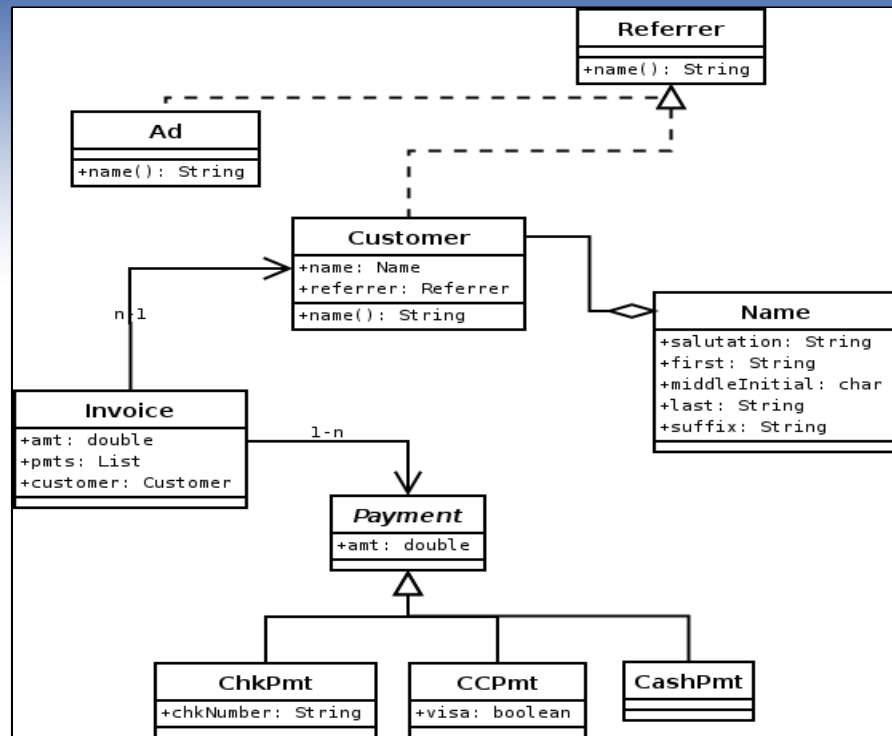 Referrer
+name(): String
Ad
+name(): String
Customer
+name: Name
+referrer: Referrer
+name(): String
n-1
Name
+salutation: String
+first: String
+middleInitial: char
+last: String
+suffix: String
Invoice
+amt: double
+pmts: List
+customer: Customer
1-n
Payment
+amt: double
ChkPmt
+chkNumber: String
CCPmt
+visa: boolean
CashPmt